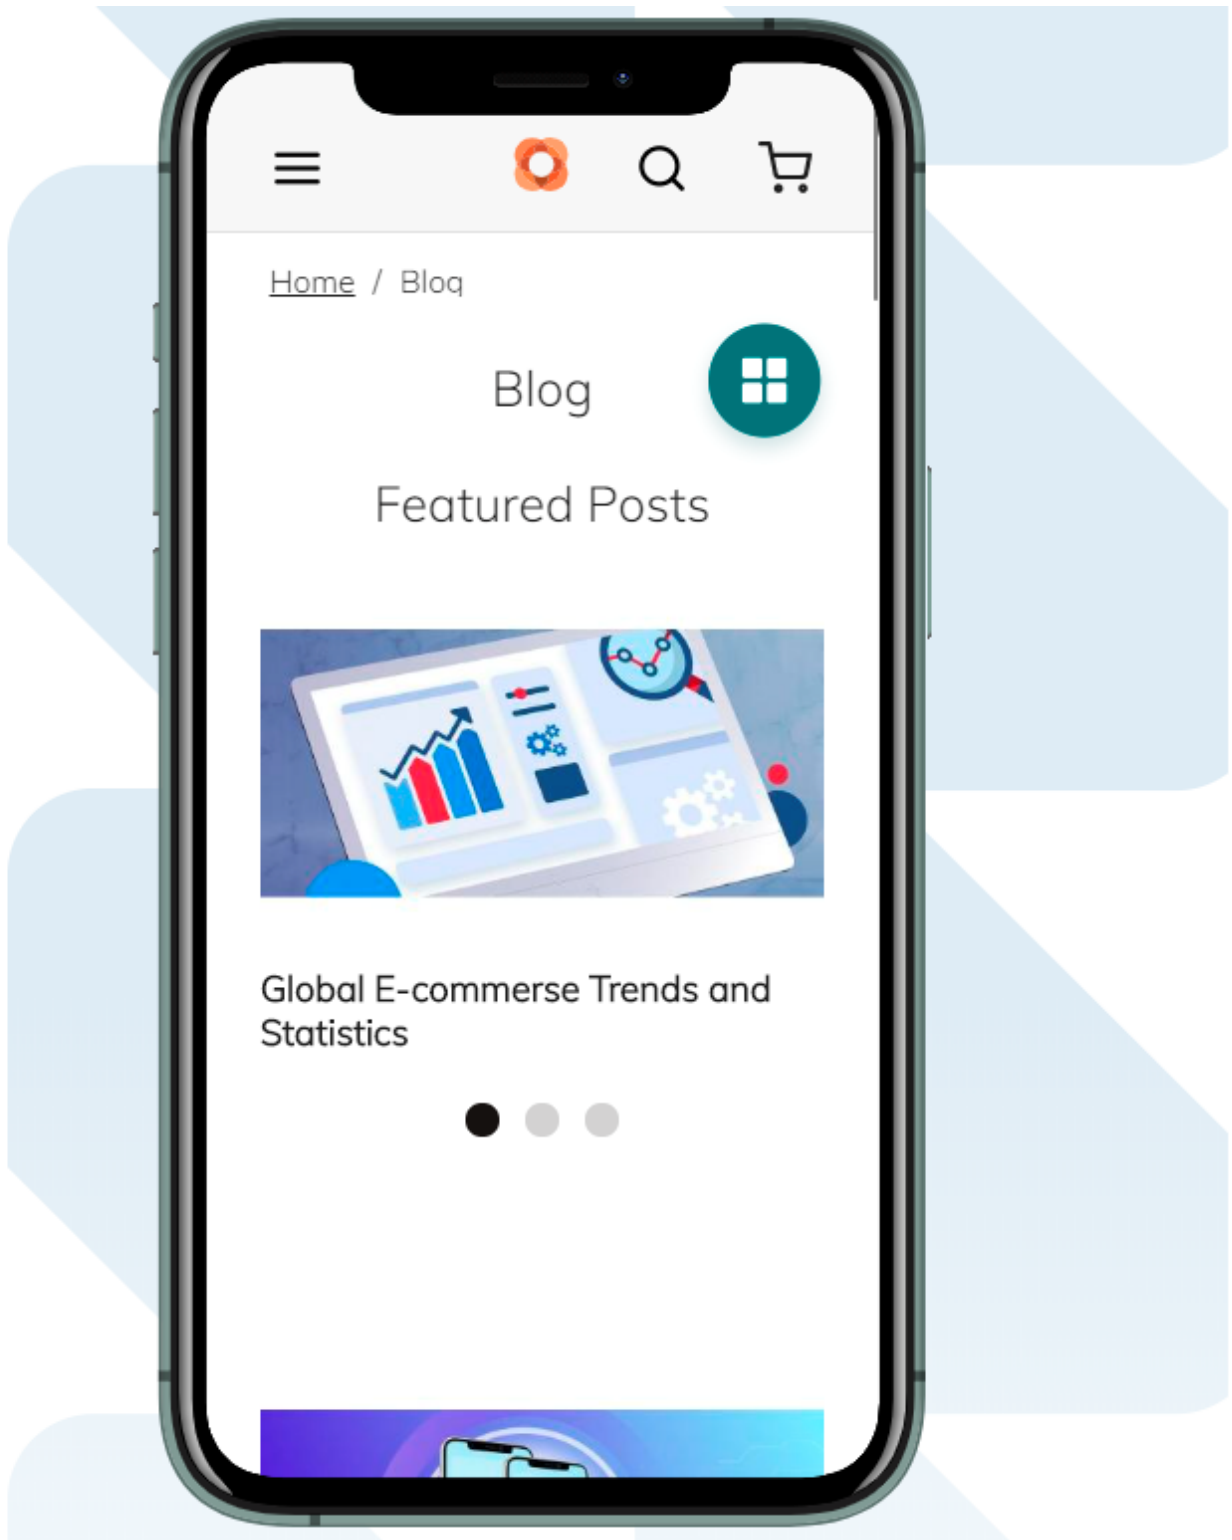 Home / Blog
Blog
Featured Posts
Global E-commerse Trends and
Statistics